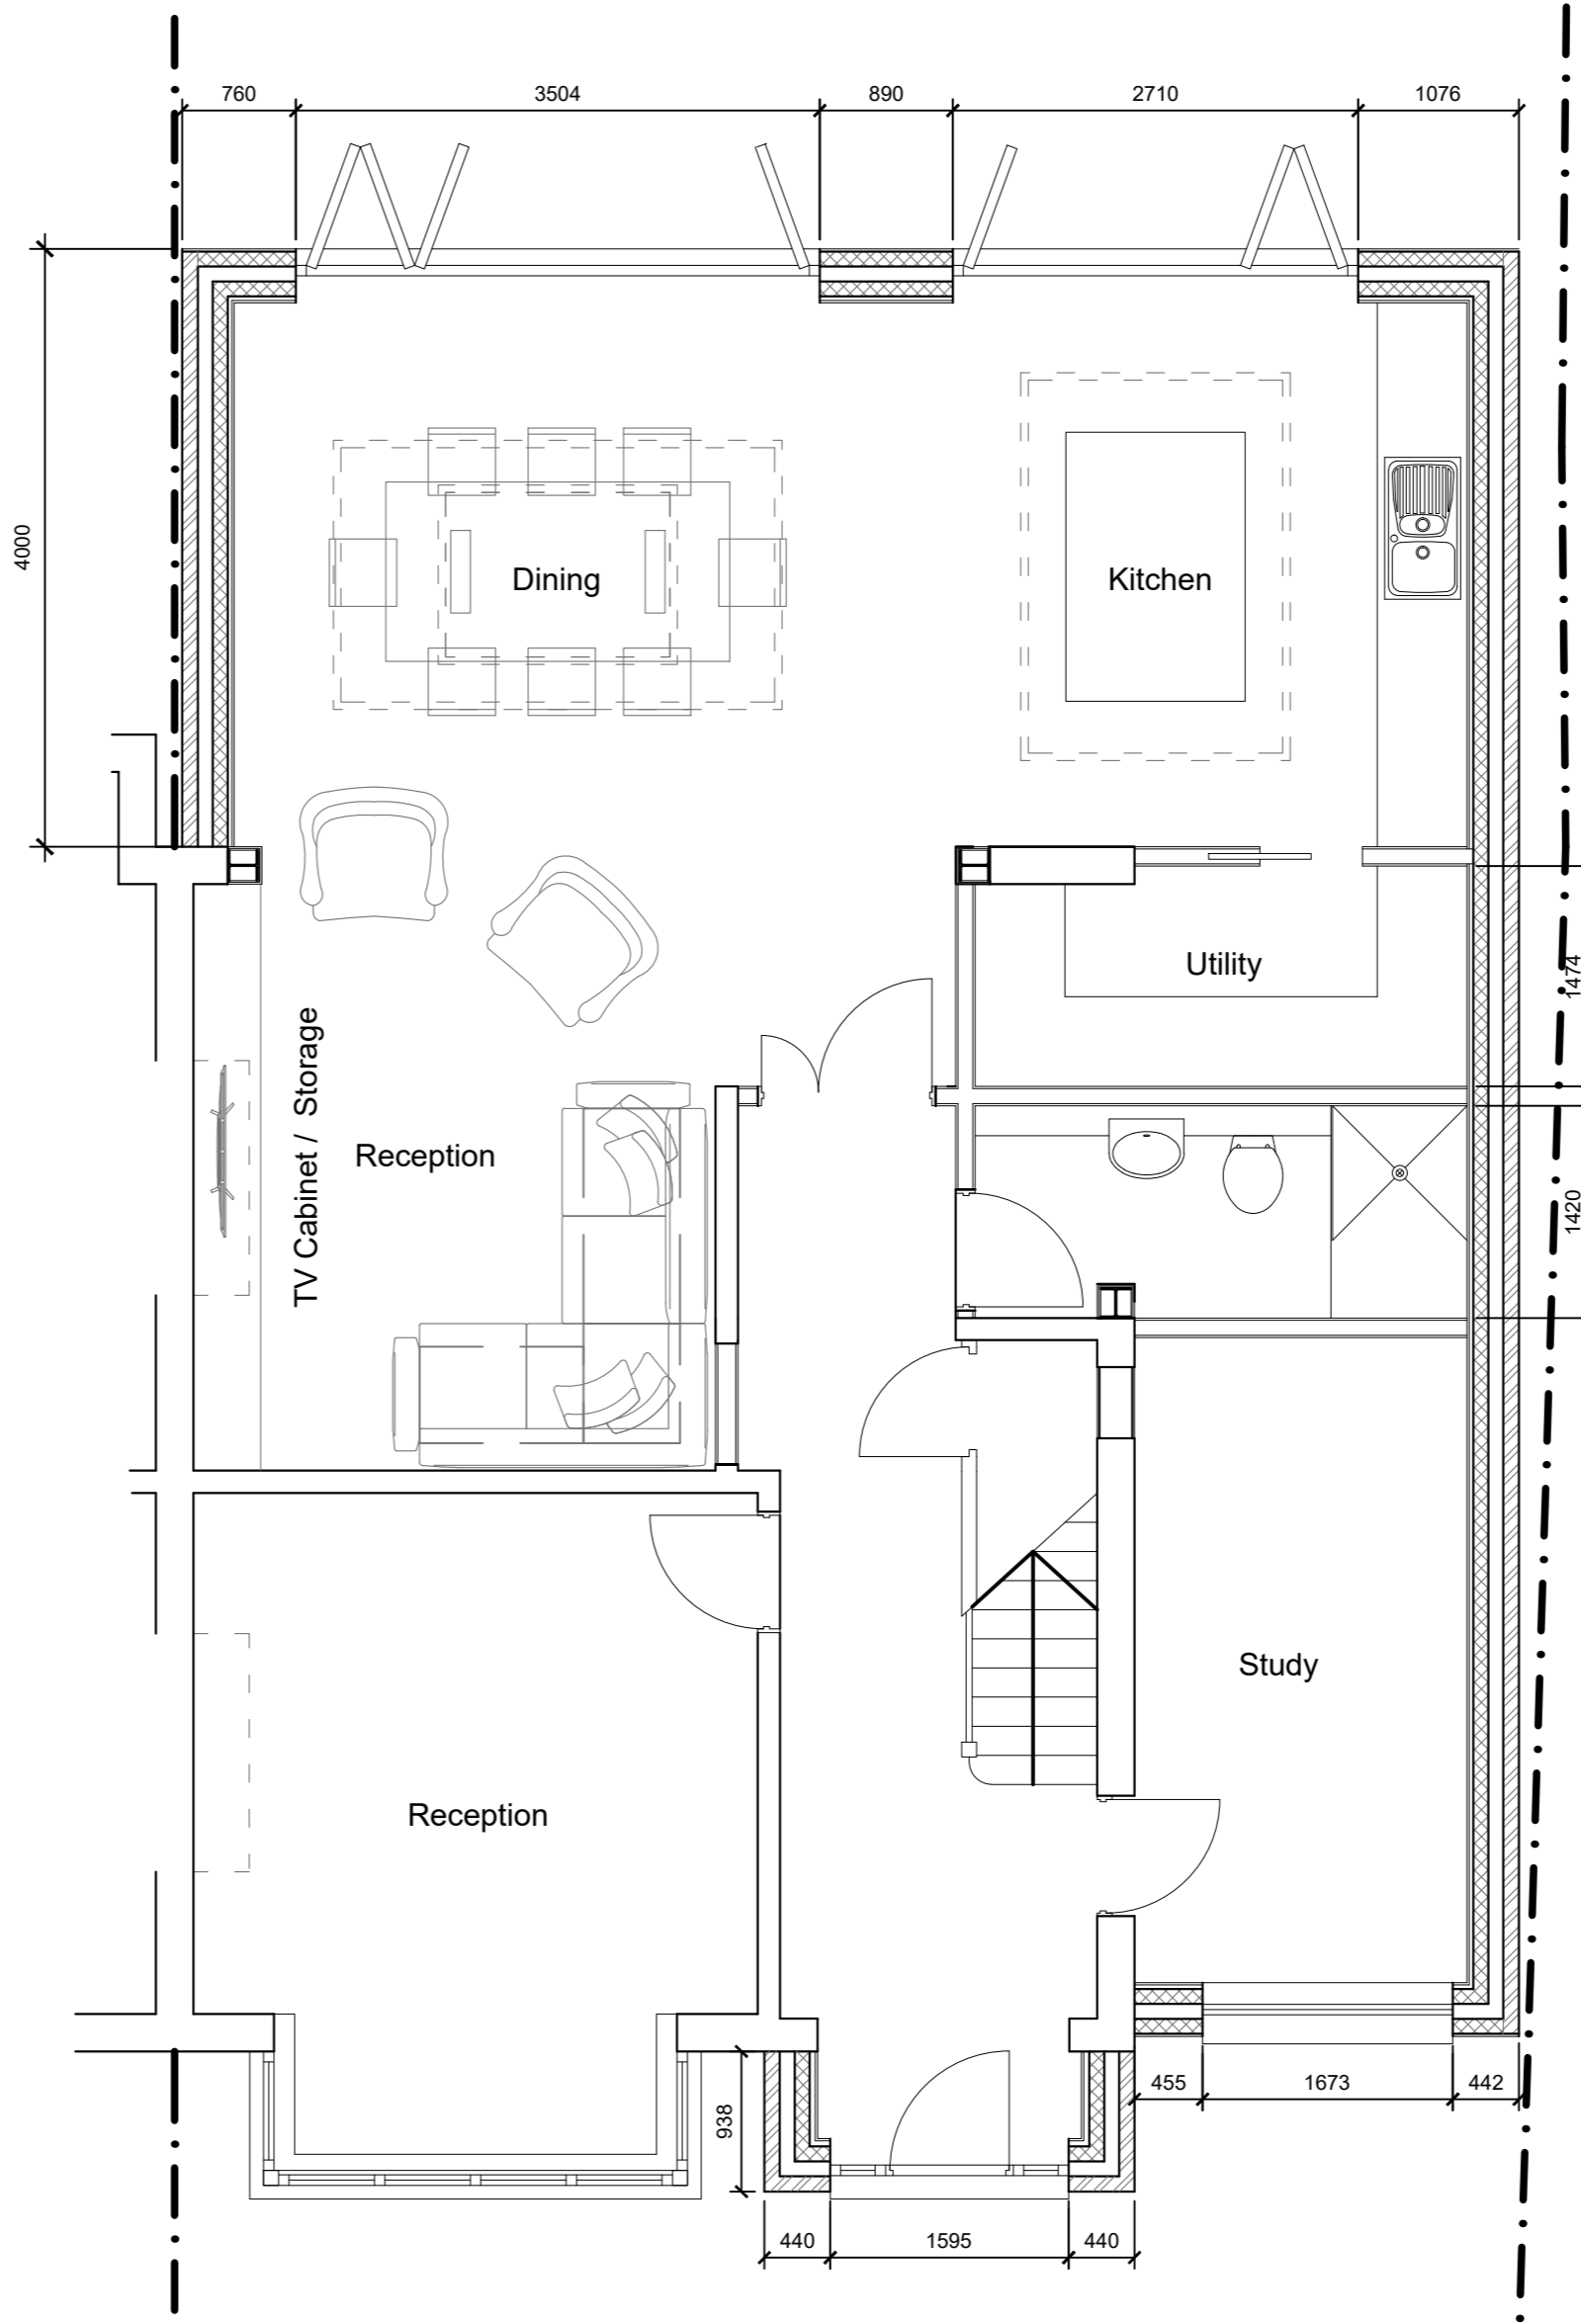 760 3504 890 2710 1076
4000
Dining
Kitchen
Utility
1474
TV Cabinet / Storage
Reception
1420
Study
Reception
938
455 1673 442
440 1595 440